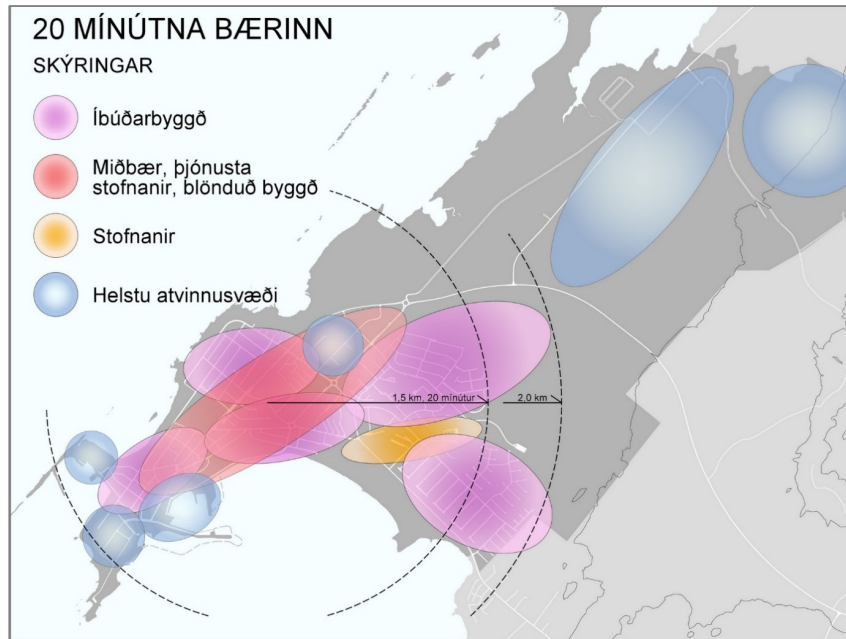 20 MÍNÚTNA BÆRINN
SKÝRINGAR
Íbúðarbyggð
Miðbær, þjónusta
stofnanir, blönduð byggð
Stofnanir
Helstu atvinnusvæði
1,5 km, 20 mínútur
2,0 km